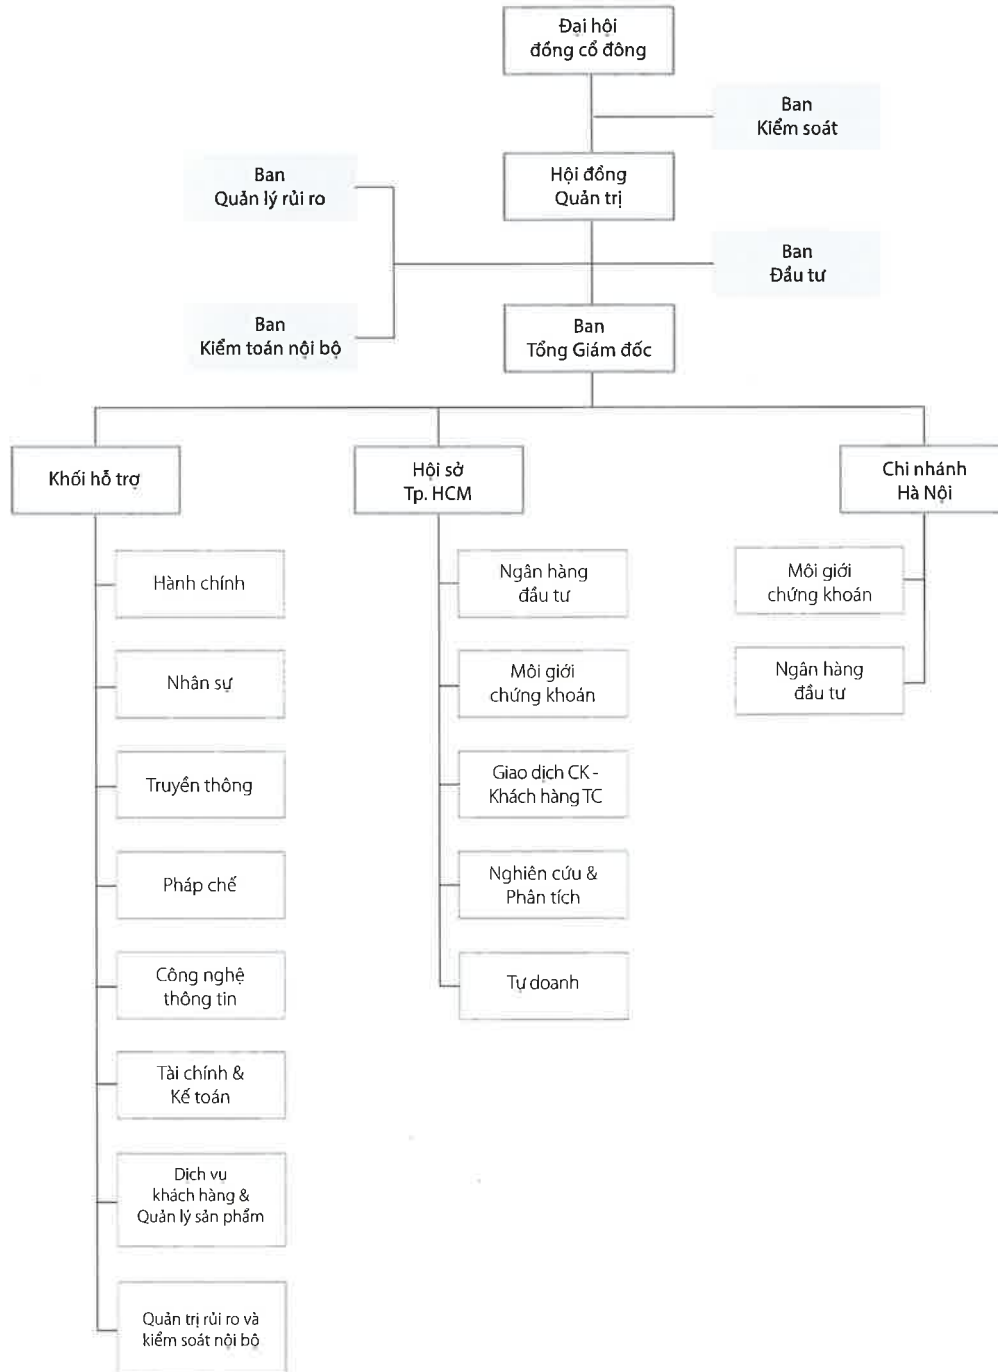 Đại hội
đồng cổ đông
Ban
Kiểm soát
Hội đồng
Quản trị
Ban
Quản lý rủi ro
Ban
Đầu tư
Ban
Kiểm toán nội bộ
Ban
Tổng Giám đốc
Khối hỗ trợ
Hội sở
Tp. HCM
Chi nhánh
Hà Nội
Hành chính
Nhân sự
Truyền thông
Pháp chế
Công nghệ
thông tin
Tài chính &
Kế toán
Dịch vụ
khách hàng &
Quản lý sản phẩm
Quản trị rủi ro và
kiểm soát nội bộ
Ngân hàng
đầu tư
Môi giới
chứng khoán
Giao dịch CK -
Khách hàng TC
Nghiên cứu &
Phân tích
Tự doanh
Môi giới
chứng khoán
Ngân hàng
đầu tư